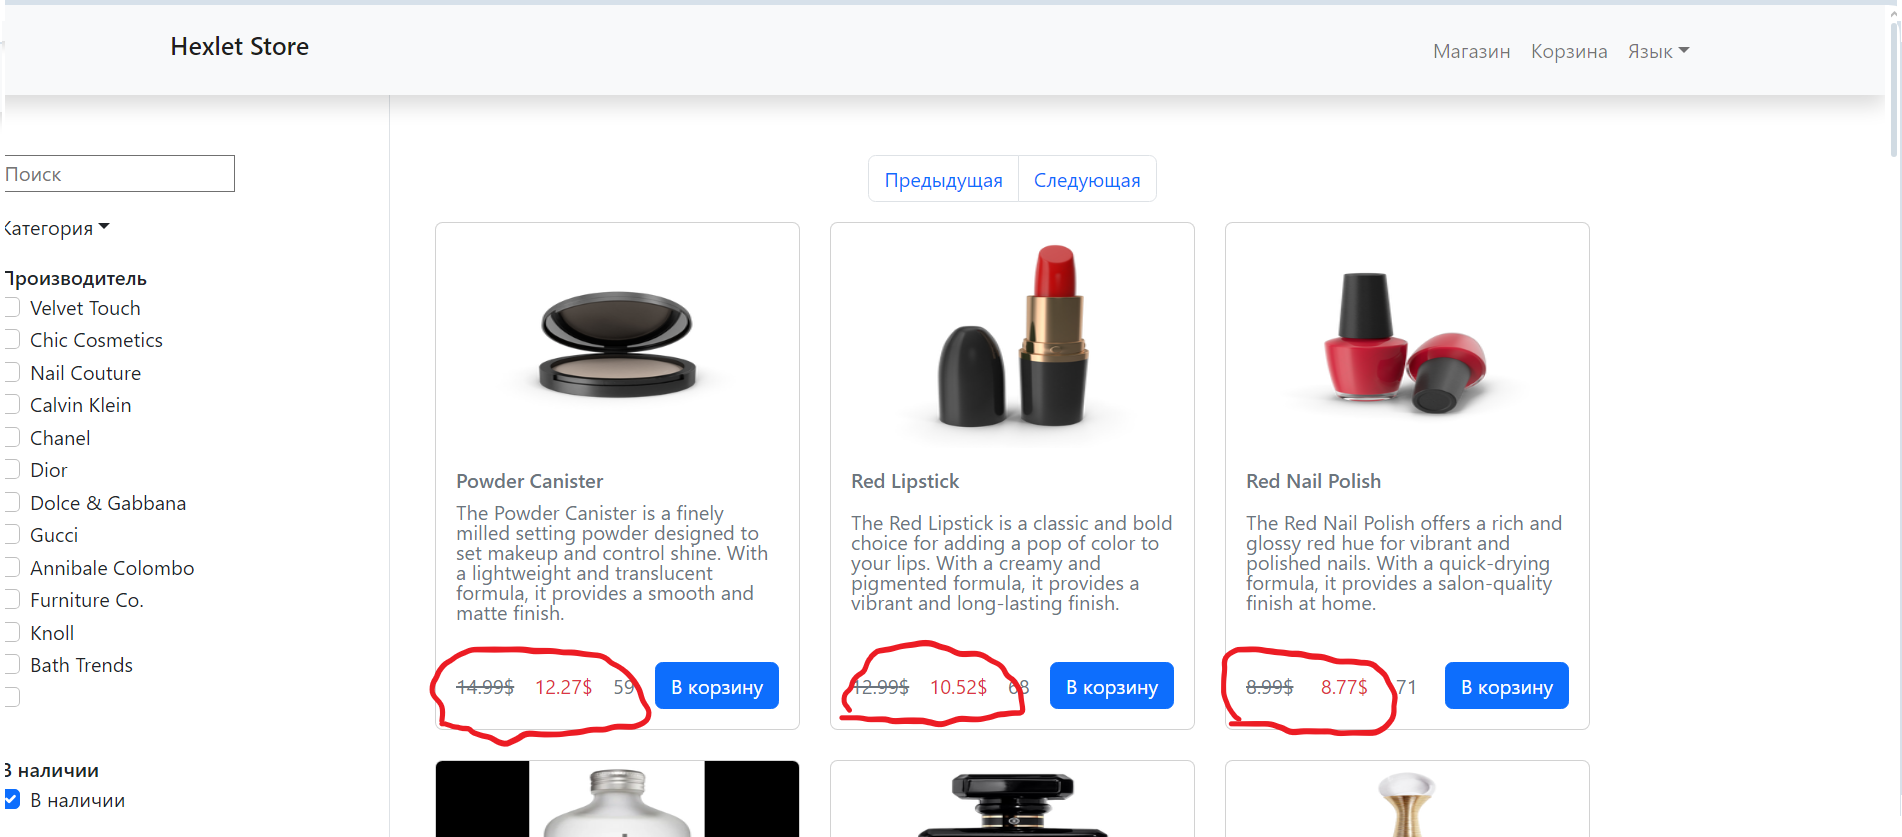 Hexlet Store
Магазин Корзина Язык
Поиск
Категория
Производитель
Velvet Touch
Chic Cosmetics
Nail Couture
Calvin Klein
Chanel
Dior
Dolce & Gabbana
Gucci
Annibale Colombo
Furniture Co.
Knoll
Bath Trends
В наличии
В наличии
Предыдущая Следующая
Powder Canister
The Powder Canister is a finely
milled setting powder designed to
set makeup and control shine. With
a lightweight and translucent
formula, it provides a smooth and
matte finish.
14.99$ 12.27$ 59 В корзину
Red Lipstick
The Red Lipstick is a classic and bold
choice for adding a pop of color to
your lips. With a creamy and
pigmented formula, it provides a
vibrant and long-lasting finish.
12.99$ 10.52$ 68 В корзину
Red Nail Polish
The Red Nail Polish offers a rich and
glossy red hue for vibrant and
polished nails. With a quick-drying
formula, it provides a salon-quality
finish at home.
8.99$ 8.77$ 71 В корзину